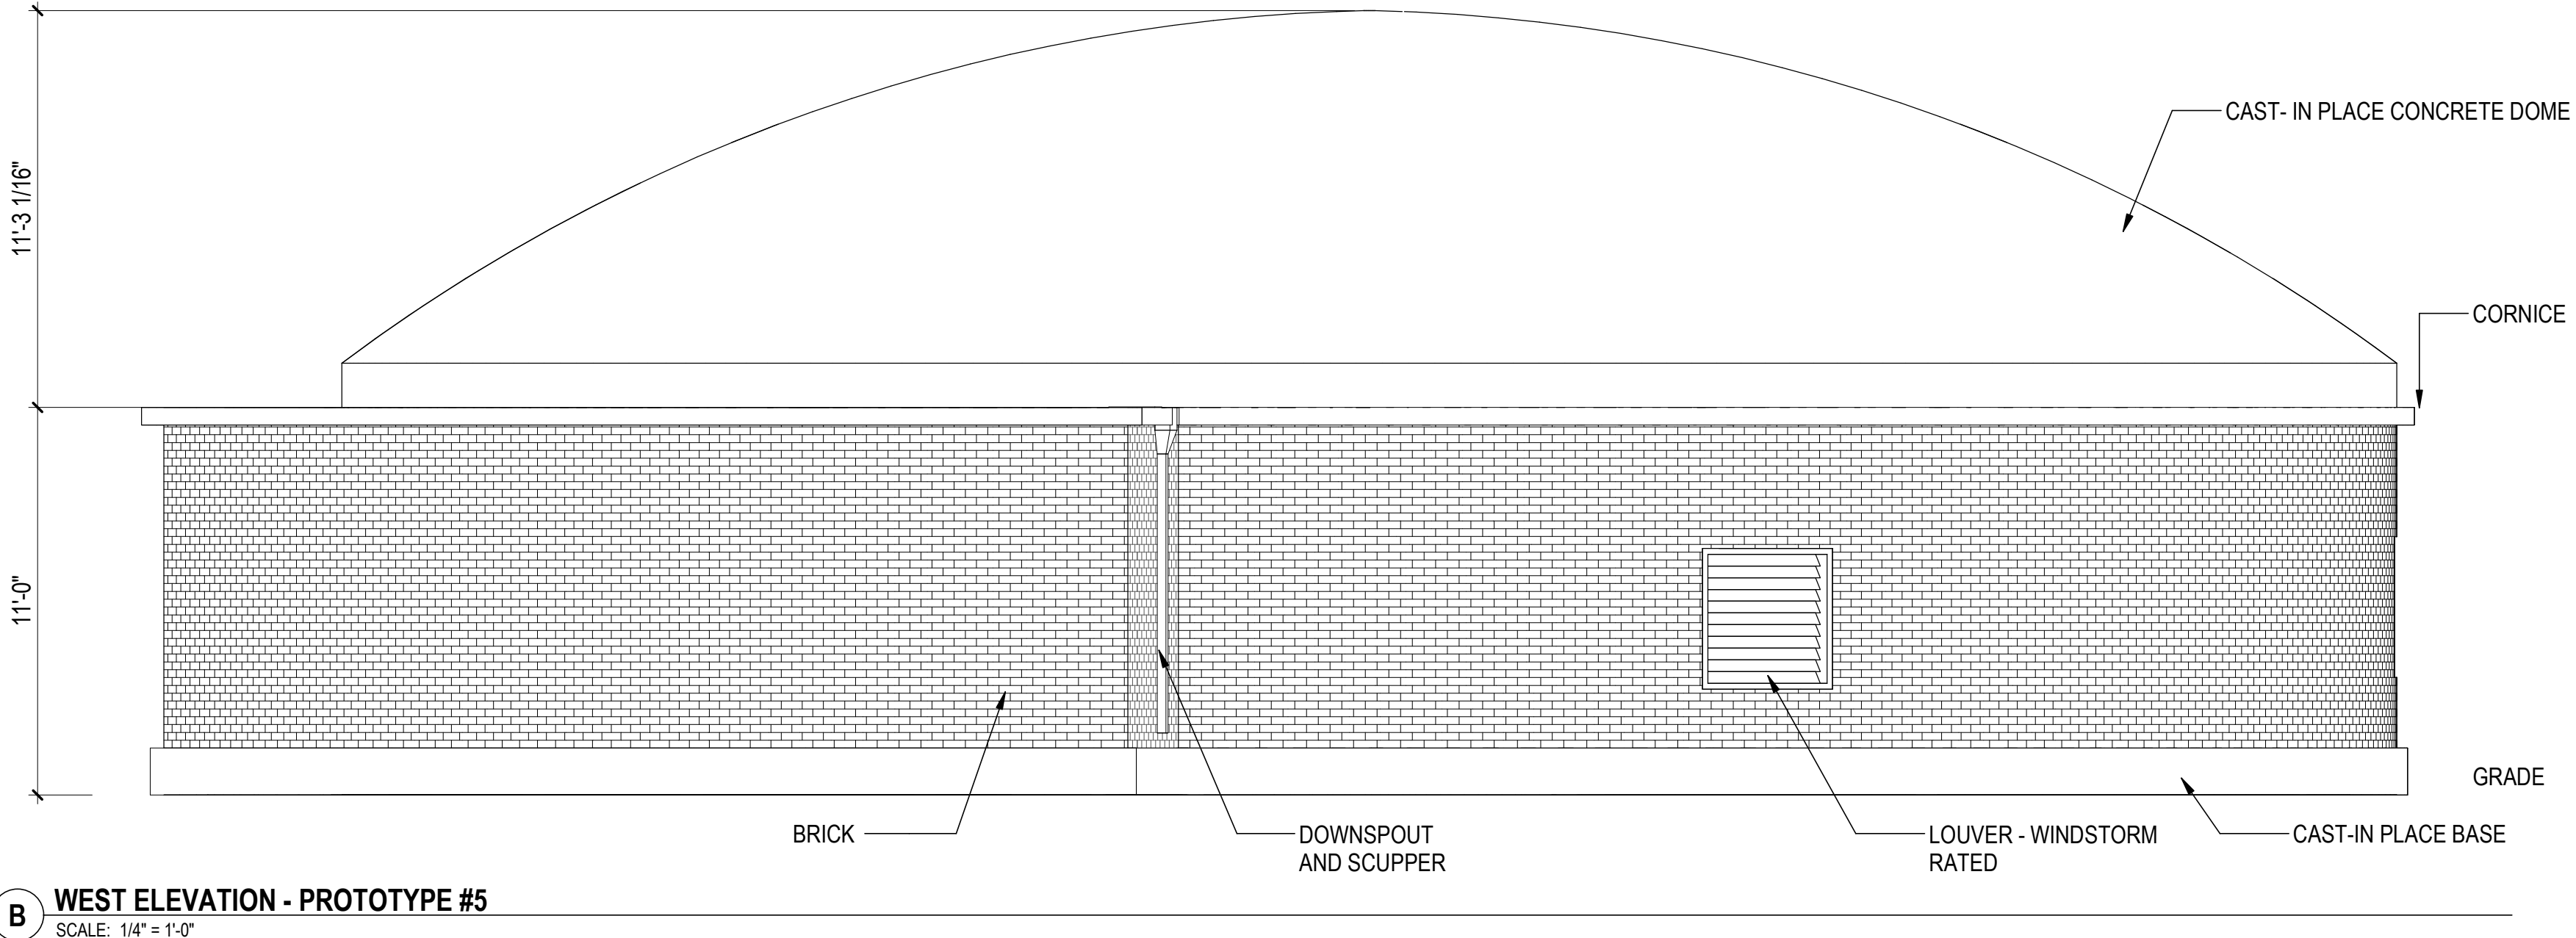 CAST- IN PLACE CONCRETE DOME
11'-3 1/16"
CORNICE
11'-0"
GRADE
BRICK
DOWNSPOUT
AND SCUPPER
LOUVER - WINDSTORM
RATED
CAST-IN PLACE BASE
B
WEST ELEVATION - PROTOTYPE #5
SCALE: 1/4" = 1'-0"